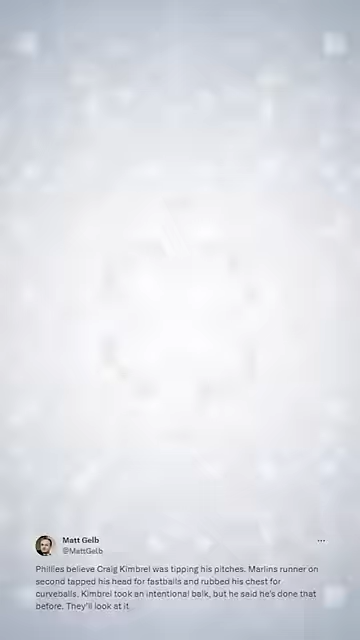 Matt Gelb
@MattGelb
Phillies believe Craig Kimbrel was tipping his pitches. Marlins runner on
second tapped his head for fastballs and rubbed his chest for
curveballs. Kimbrel took an intentional balk, but he said he's done that
before. They'll look at it.